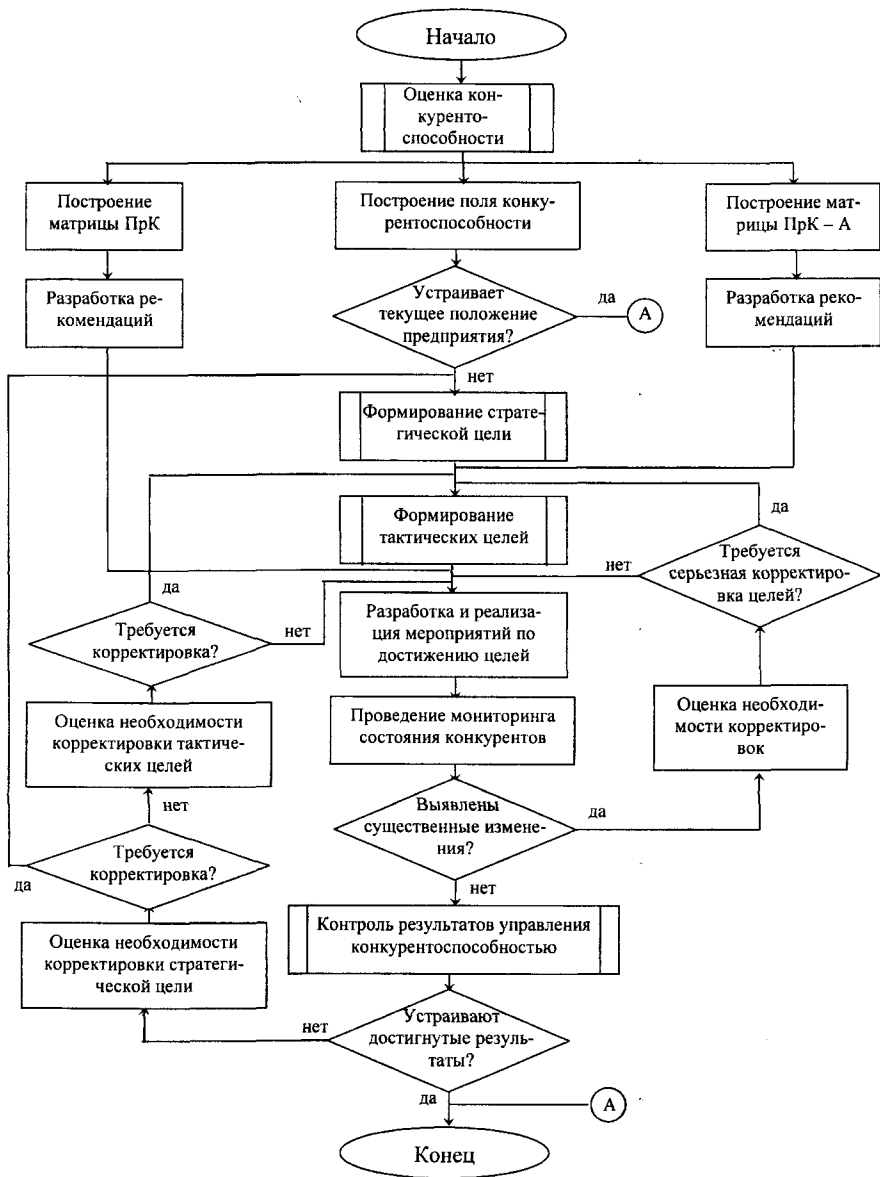 Начало
Оценка кон-
куренто-
способности
Построение
матрицы ПрК
Построение поля конку-
рентоспособности
Построение мат-
рицы ПрК – А
Разработка ре-
комендаций
Устраивает
текущее положение
предприятия?
да
А
Разработка реко-
мендаций
нет
Формирование страте-
гической цели
Формирование
тактических целей
да
Требуется
серьезная корректиро-
вка целей?
нет
да
Требуется
корректировка?
нет
Разработка и реализа-
ция мероприятий по
достижению целей
Оценка необходимости
корректировки тактиче-
ских целей
Проведение мониторинга
состояния конкурентов
Оценка необходи-
мости корректиро-
вок
нет
Выявлены
существенные измене-
ния?
да
Требуется
корректировка?
да
нет
Контроль результатов управления
конкурентоспособностью
Оценка необходимости
корректировки стратеги-
ческой цели
нет
Устраивают
достигнутые резуль-
таты?
да
А
Конец